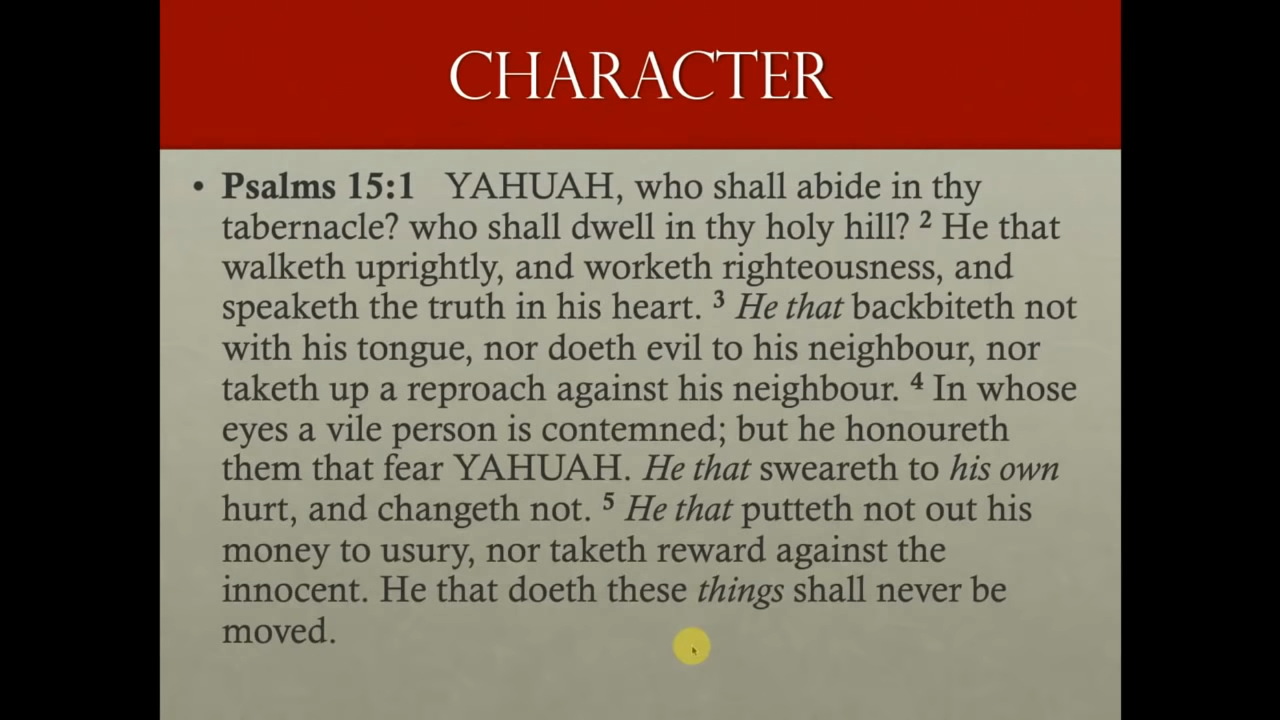 CHARACTER
• Psalms 15:1 YAHUAH, who shall abide in thy
tabernacle? who shall dwell in thy holy hill? ² He that
walketh uprightly, and worketh righteousness, and
speaketh the truth in his heart. ³ He that backbiteth not
with his tongue, nor doeth evil to his neighbour, nor
taketh up a reproach against his neighbour. ⁴ In whose
eyes a vile person is contemned; but he honoureth
them that fear YAHUAH. He that sweareth to his own
hurt, and changeth not. ⁵ He that putteth not out his
money to usury, nor taketh reward against the
innocent. He that doeth these things shall never be
moved.